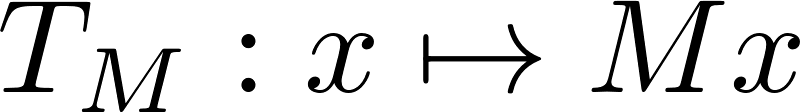 T_M : x ↦ Mx